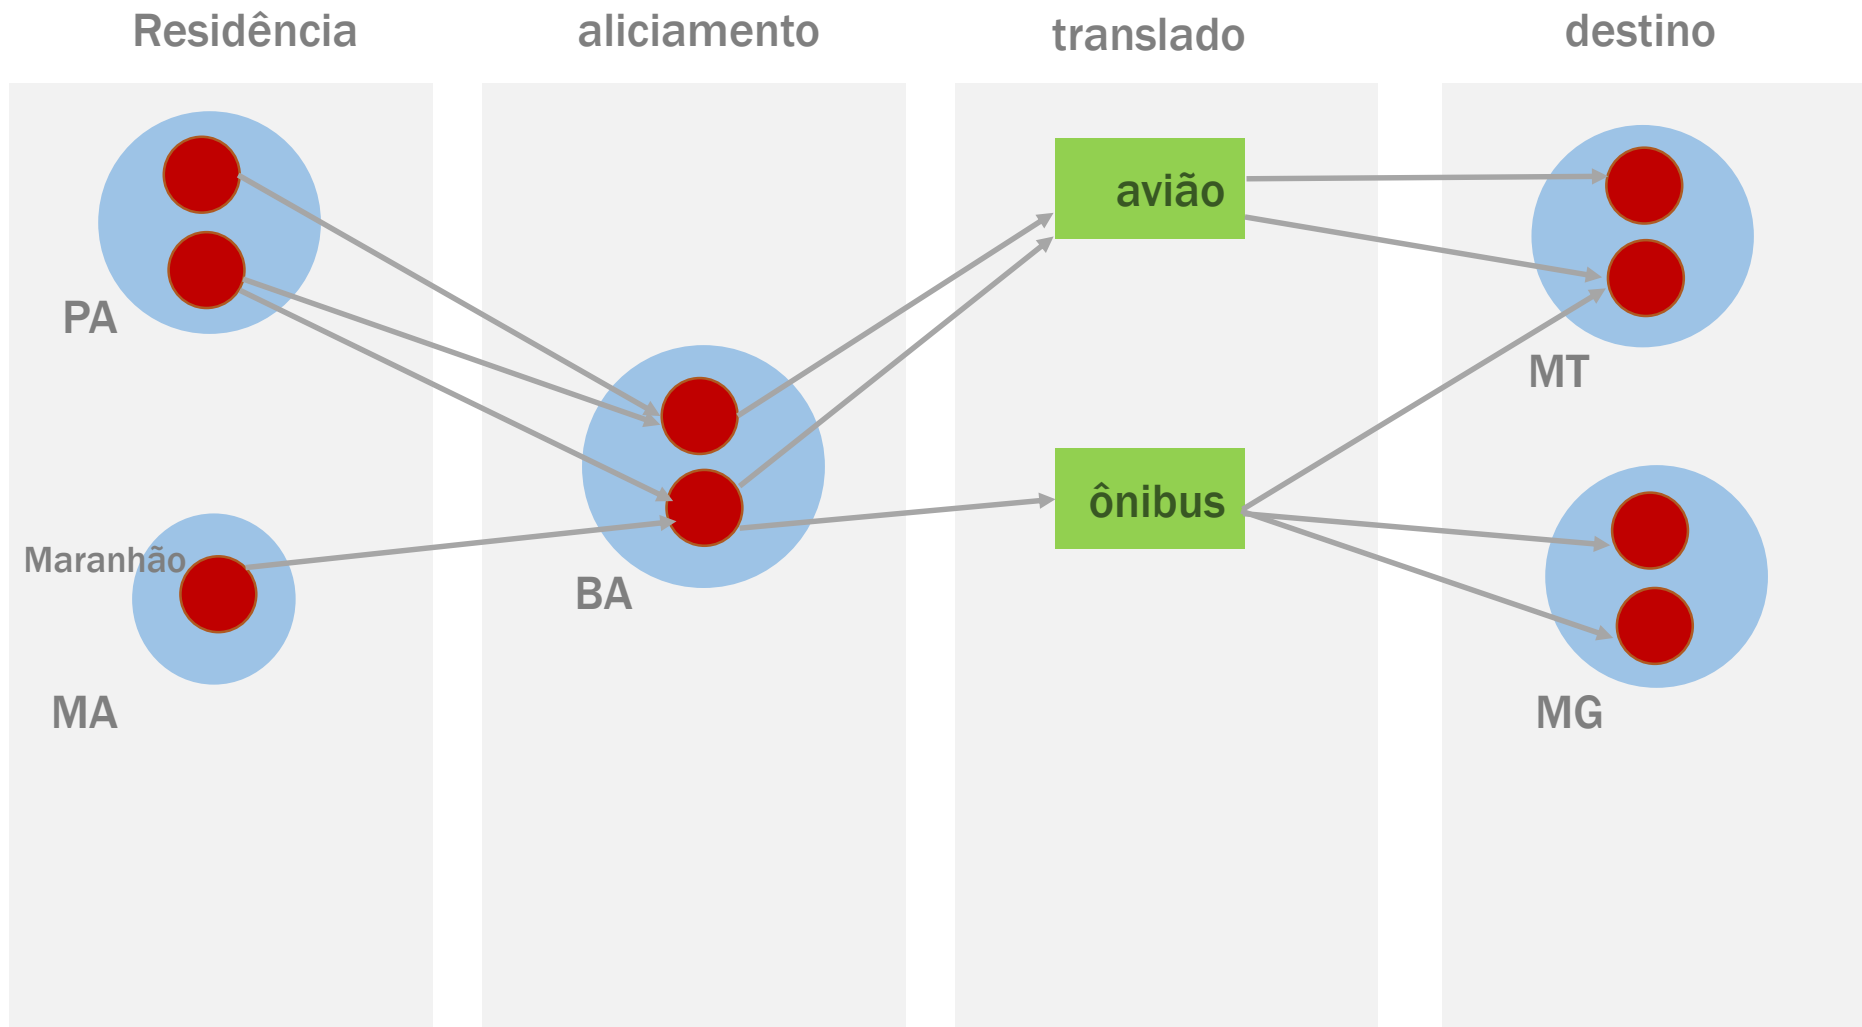 Residência
aliciamento
translado
destino
PA
Maranhão
MA
BA
avião
ônibus
MT
MG